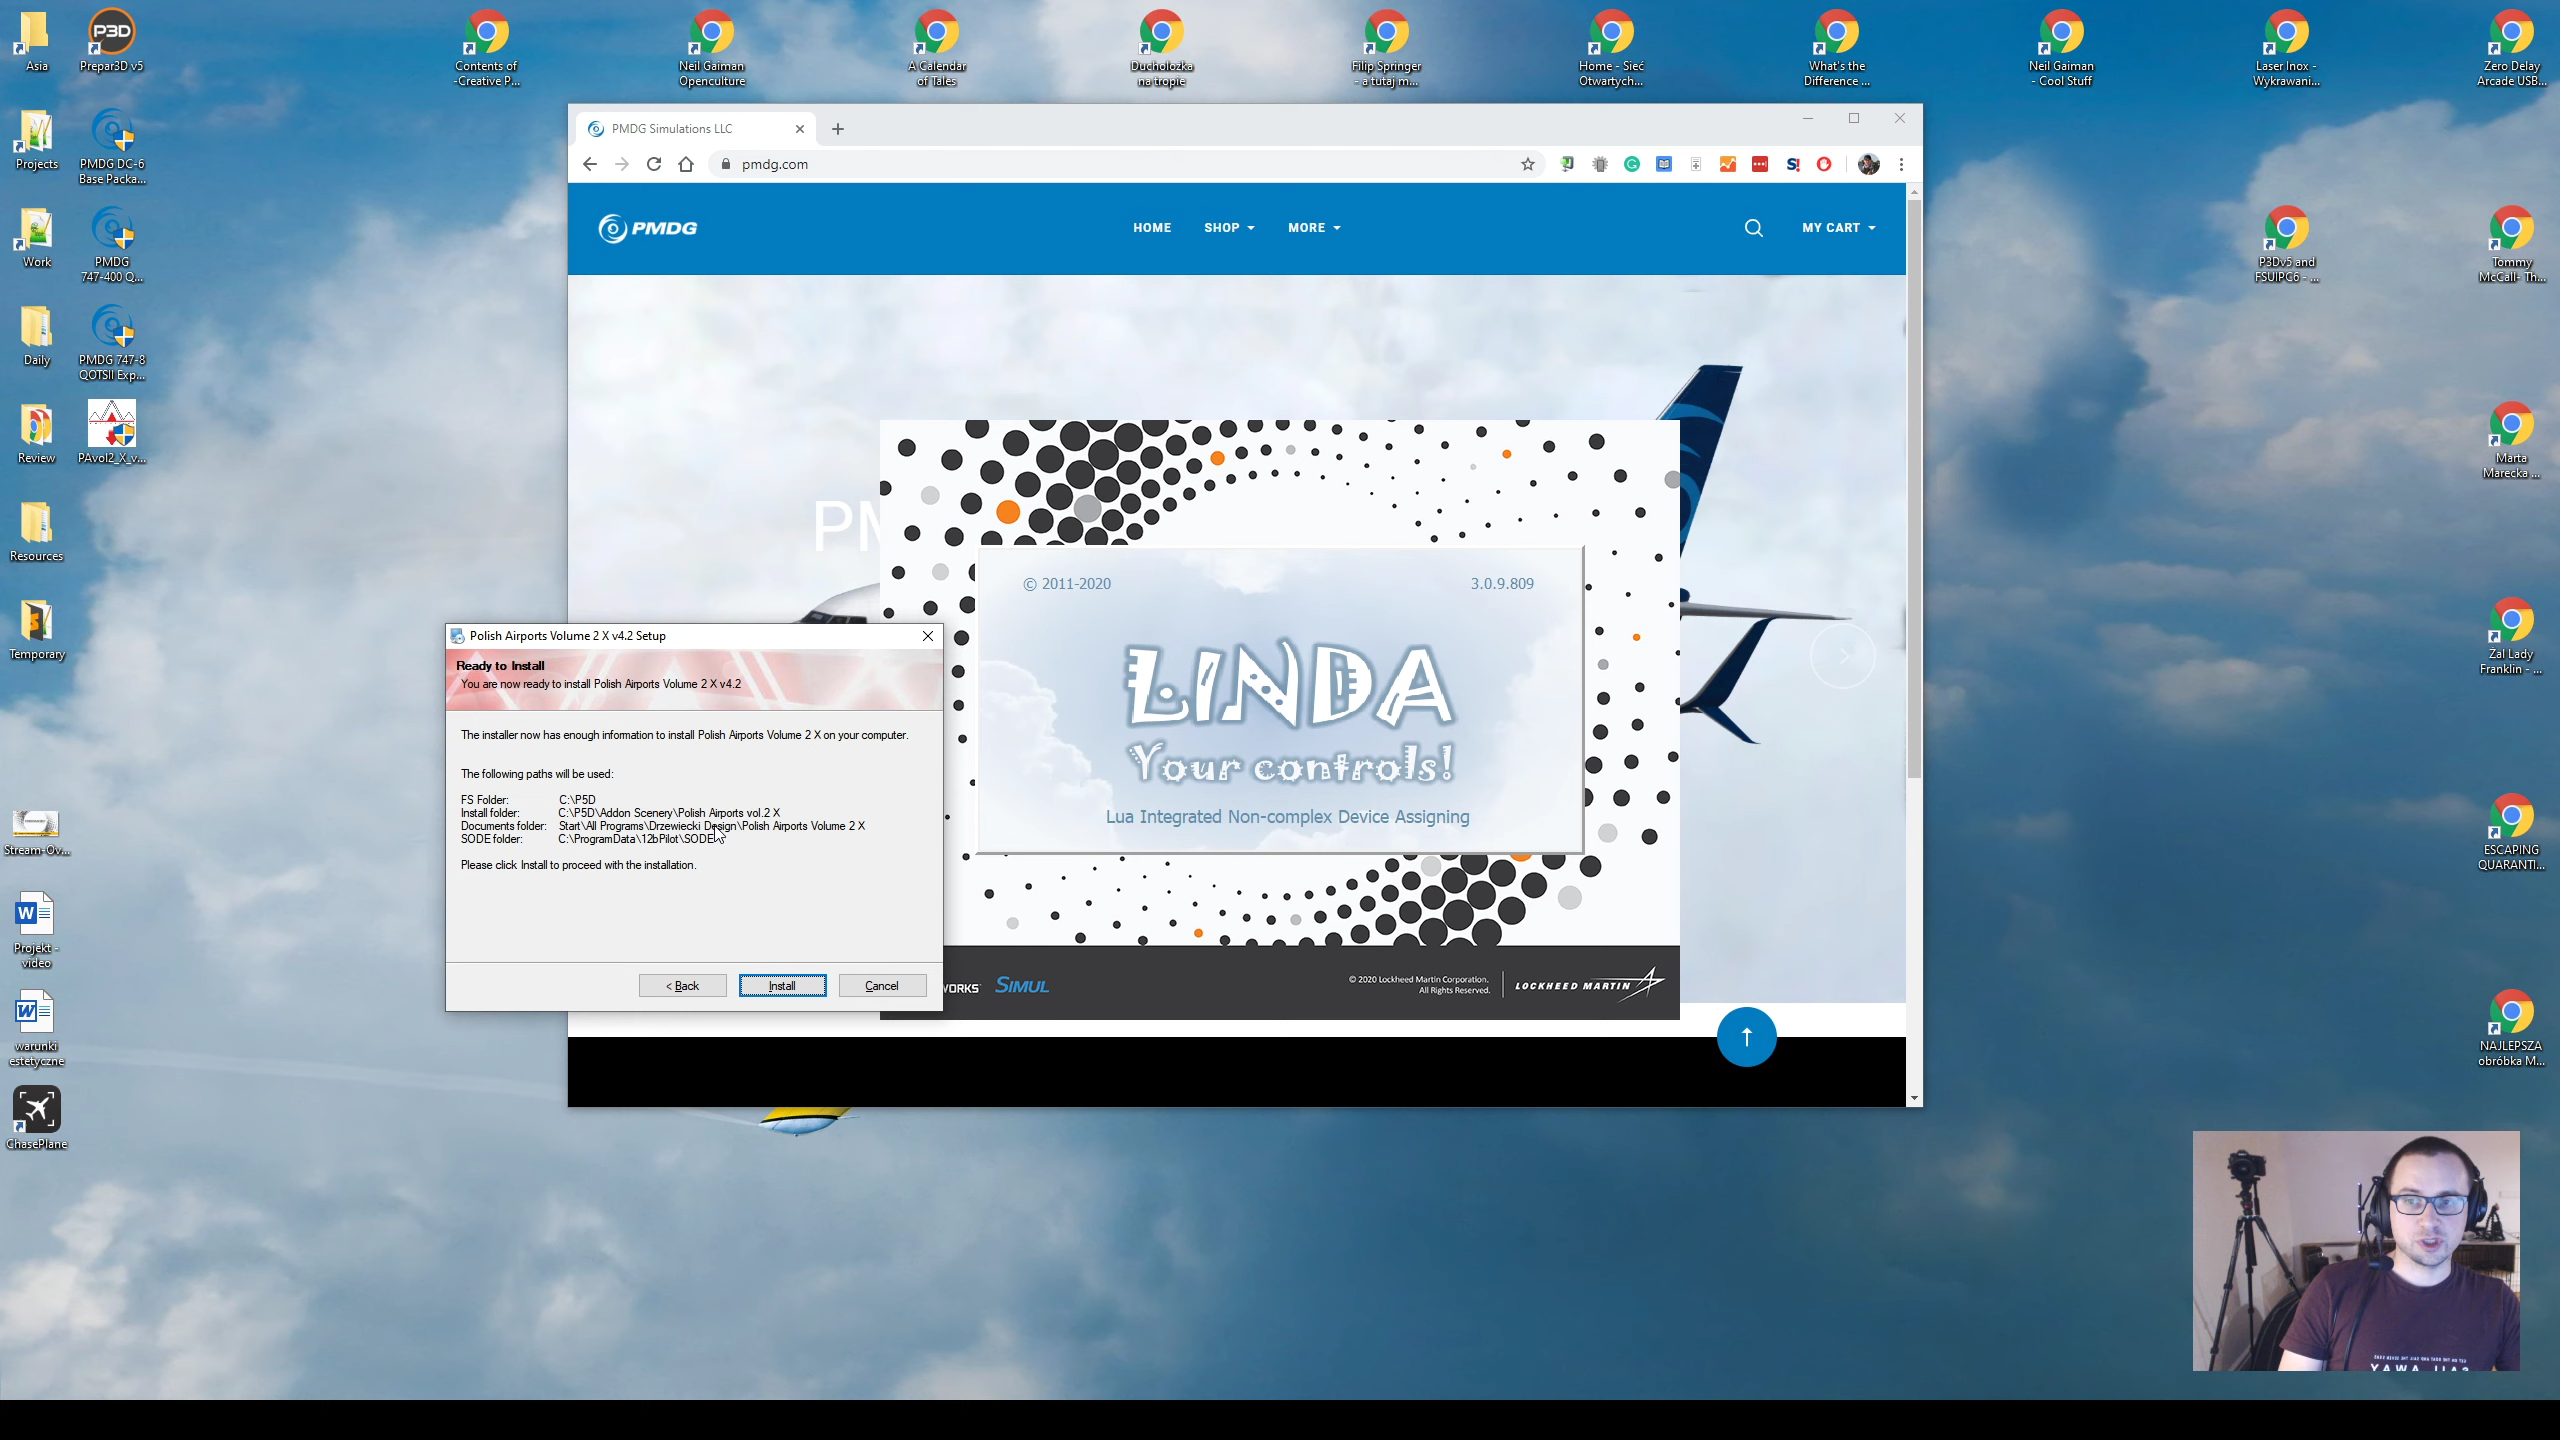 Asia
Prepar3D v5
Contents of
-Creative P...
Neil Gaiman
Openculture
A Calendar
of Tales
Ducholożka
na tropie
Filip Springer
- a tutaj m...
Home - Sieć
Otwartych...
What's the
Difference ...
Neil Gaiman
- Cool Stuff
Laser Inox -
Wykrawani...
Zero Delay
Arcade USB...
P3D
Projects
PMDG DC-6
Base Packa...
Work
PMDG
747-400 Q...
Daily
PMDG 747-8
QOTSII Exp...
Review
PAvol2_X_v...
Resources
Temporary
Stream-Ov...
Projekt -
video
warunki
estetyczne
ChasePlane
P3Dv5 and
FSUIPC6 - ...
Tommy
McCall- Th...
Marta
Marecka ...
Żal Lady
Franklin - ...
ESCAPING
QUARANTI...
NAJLEPSZA
obróbka M...
PMDG Simulations LLC
pmdg.com
PMDG
HOME
SHOP
MORE
MY CART
PM
© 2011-2020
3.0.9.809
LINDA
Your controls!
Lua Integrated Non-complex Device Assigning
WORKS
SIMUL
© 2020 Lockheed Martin Corporation.
All Rights Reserved.
LOCKHEED MARTIN
Polish Airports Volume 2 X v4.2 Setup
Ready to Install
You are now ready to install Polish Airports Volume 2 X v4.2
The installer now has enough information to install Polish Airports Volume 2 X on your computer.
The following paths will be used:
FS Folder: C:\P5D
Install folder: C:\P5D\Addon Scenery\Polish Airports vol.2 X
Documents folder: Start\All Programs\Drzewiecki Design\Polish Airports Volume 2 X
SODE folder: C:\ProgramData\12bPilot\SODE
Please click Install to proceed with the installation.
< Back
Install
Cancel